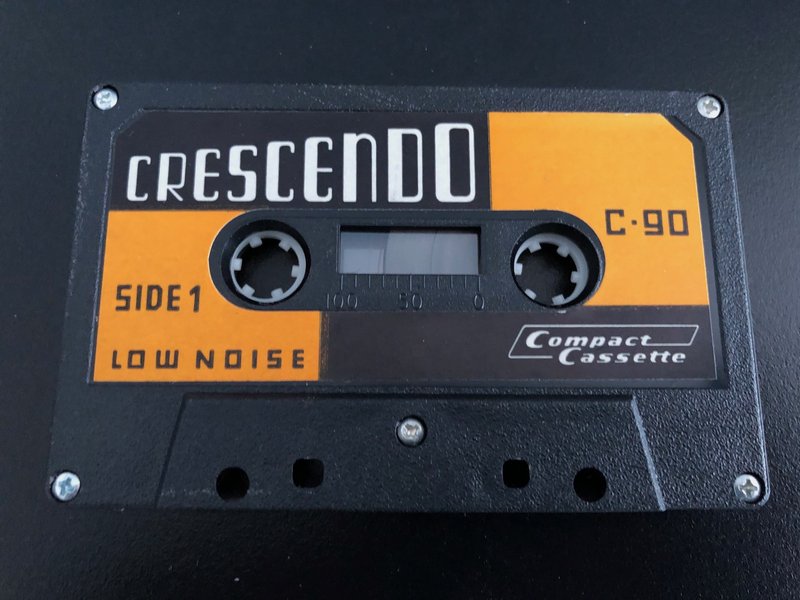 CRESCENDO
C·90
SIDE 1
100 50 0
LOW NOISE
Compact
Cassette